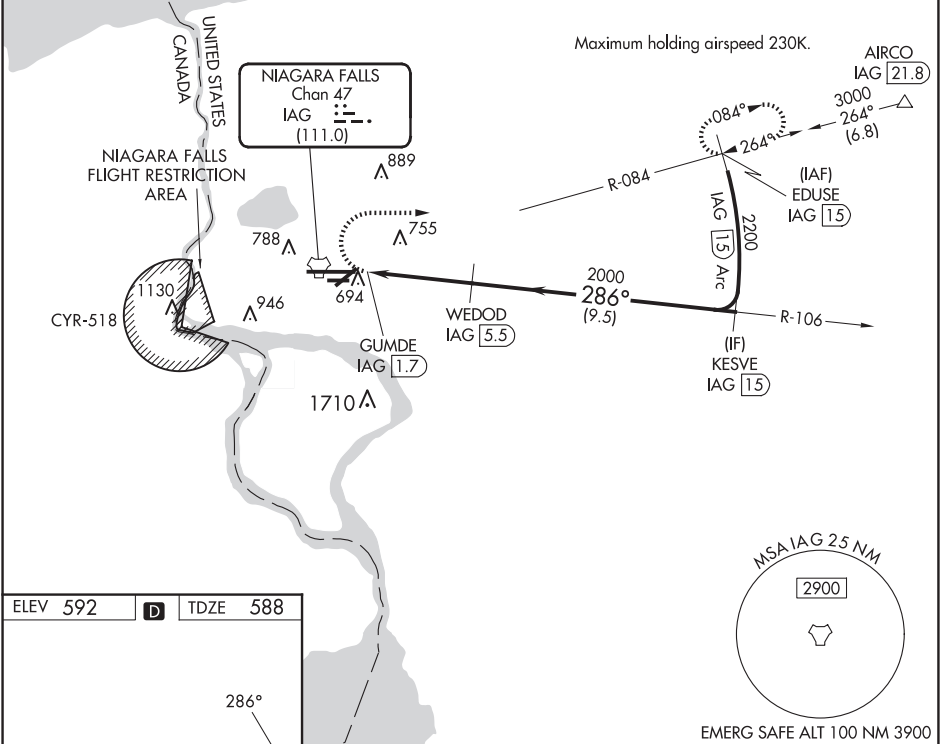 UNITED STATES
CANADA
NIAGARA FALLS
Chan 47
IAG
(111.0)
Maximum holding airspeed 230K.
AIRCO
IAG 21.8
3000
264°
(6.8)
084°
264°
(IAF)
EDUSE
IAG 15
R-084
NIAGARA FALLS
FLIGHT RESTRICTION
AREA
889
755
788
IAG 15 Arc
2200
1130
CYR-518
946
694
2000
286°
(9.5)
WEDOD
IAG 5.5
R-106
GUMDE
IAG 1.7
(IF)
KESVE
IAG 15
1710
MSA IAG 25 NM
2900
ELEV 592
D
TDZE 588
286°
EMERG SAFE ALT 100 NM 3900